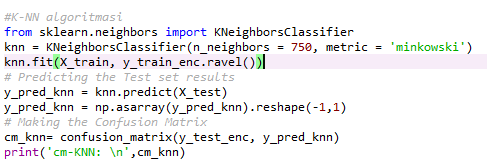 #K-NN algoritmasi
from sklearn.neighbors import KNeighborsClassifier
knn = KNeighborsClassifier(n_neighbors = 750, metric = 'minkowski')
knn.fit(X_train, y_train_enc.ravel())
# Predicting the Test set results
y_pred_knn = knn.predict(X_test)
y_pred_knn = np.asarray(y_pred_knn).reshape(-1,1)
# Making the Confusion Matrix
cm_knn= confusion_matrix(y_test_enc, y_pred_knn)
print('cm-KNN: \n',cm_knn)